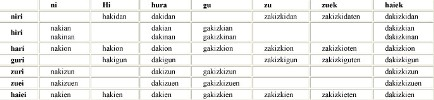 ni Hi hura gu zu zuek haiek
niri hakidan dakidan zakizkidan zakizkidaten dakizkidan
hiri nakian dakian gakizkian dakizkian
nakinan dakinan gakizkinan dakizkinan
hari nakion hakion dakion gakizkion zakizkion zakizkioten dakizkion
guri hakigun dakigun zakizkigun zakizkiguten dakizkigun
zuri nakizun dakizun gakizkizun dakizkizun
zuei nakizuen dakizuen gakizkizuen dakizkizuen
haiei nakien hakien dakien gakizkien zakizkien zakizkieten dakizkien